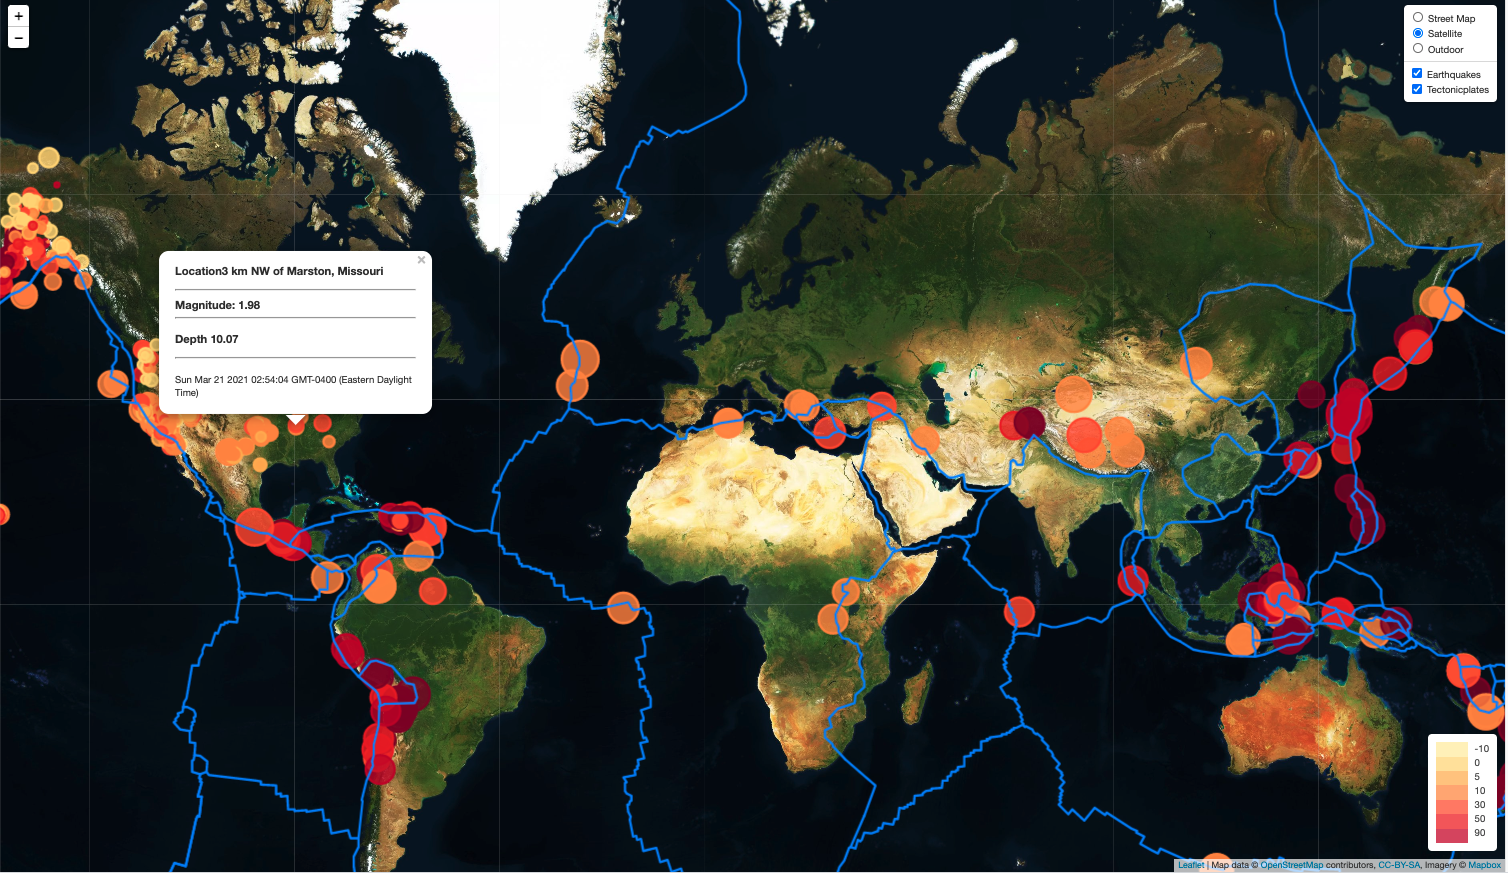 +
−
Street Map
Satellite
Outdoor
Earthquakes
Tectonicplates
×
Location3 km NW of Marston, Missouri
Magnitude: 1.98
Depth 10.07
Sun Mar 21 2021 02:54:04 GMT-0400 (Eastern Daylight
Time)
-10
0
5
10
30
50
90
Leaflet | Map data © OpenStreetMap contributors, CC-BY-SA, Imagery © Mapbox